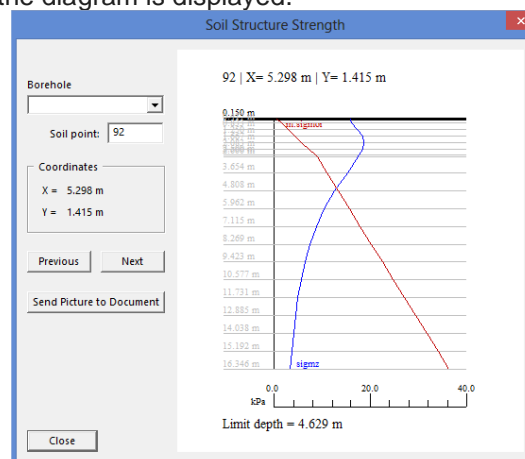 the diagram is displayed.
Soil Structure Strength
Borehole
Soil point: 92
Coordinates
X = 5.298 m
Y = 1.415 m
Previous Next
Send Picture to Document
Close
92 | X= 5.298 m | Y= 1.415 m
0.150 m
m.sigmot
3.654 m
4.808 m
5.962 m
7.115 m
8.269 m
9.423 m
10.577 m
11.731 m
12.885 m
14.038 m
15.192 m
16.346 m sigmz
0.0 20.0 40.0
kPa
Limit depth = 4.629 m